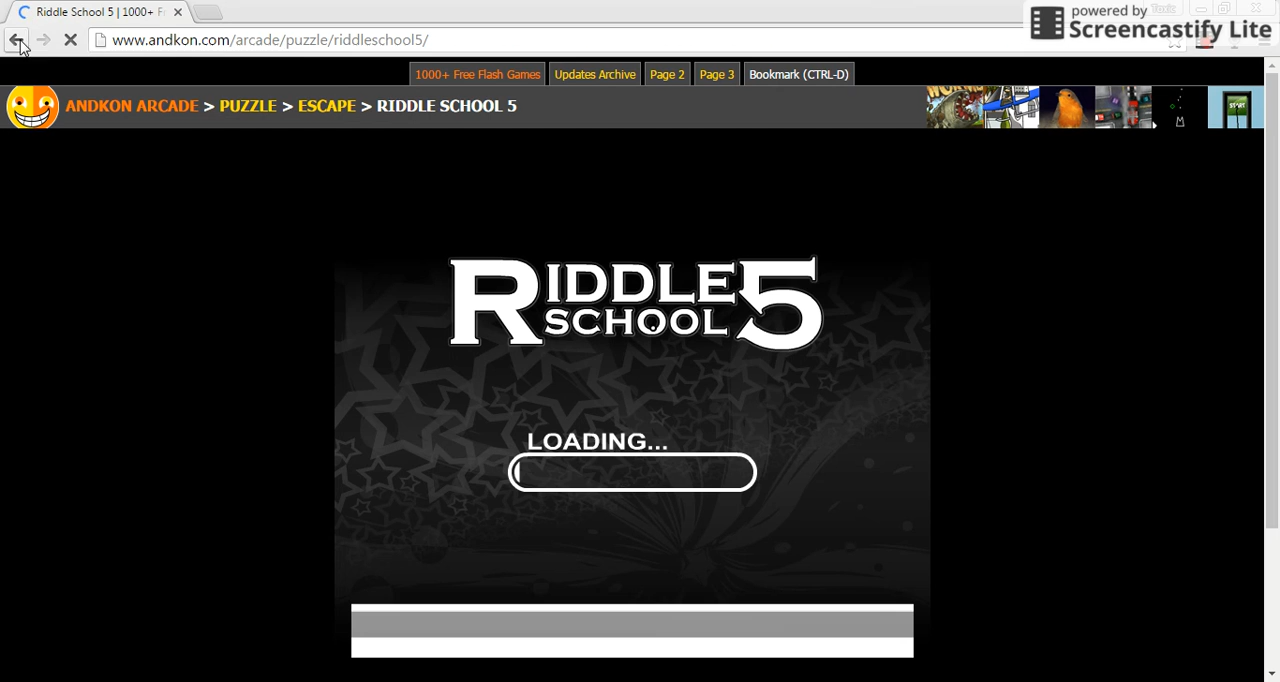 Riddle School 5 | 1000+ F
powered by
Screencastify Lite
www.andkon.com/arcade/puzzle/riddleschool5/
1000+ Free Flash Games Updates Archive Page 2 Page 3 Bookmark (CTRL-D)
ANDKON ARCADE > PUZZLE > ESCAPE > RIDDLE SCHOOL 5
START
RIDDLE SCHOOL 5
LOADING...